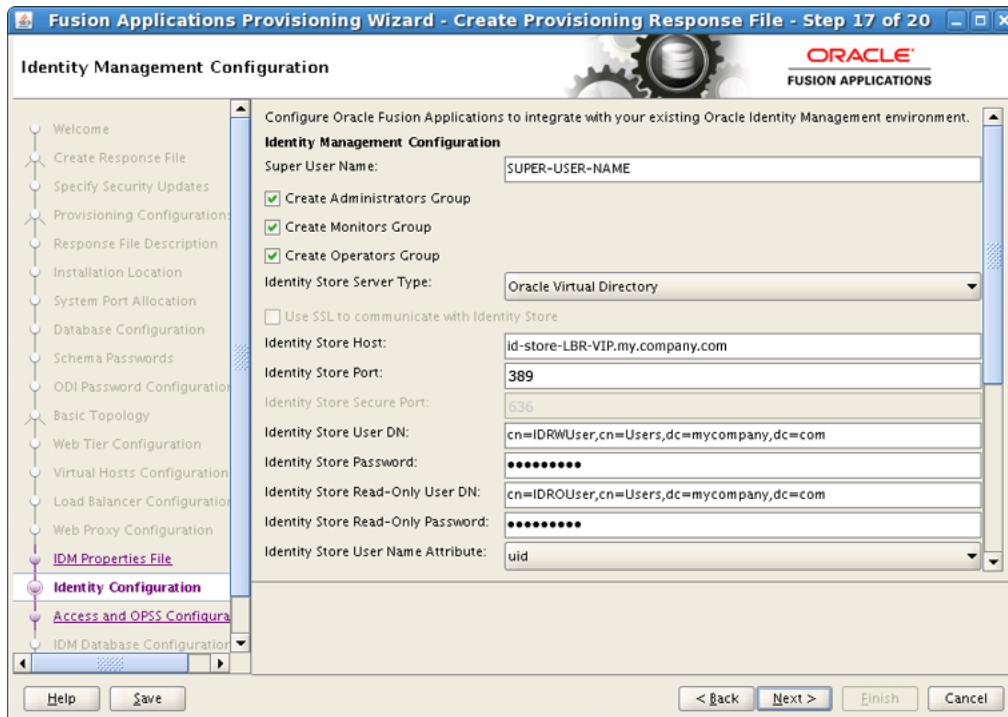 Fusion Applications Provisioning Wizard - Create Provisioning Response File - Step 17 of 20
Identity Management Configuration
ORACLE
FUSION APPLICATIONS
Welcome
Create Response File
Specify Security Updates
Provisioning Configurations
Response File Description
Installation Location
System Port Allocation
Database Configuration
Schema Passwords
ODI Password Configuration
Basic Topology
Web Tier Configuration
Virtual Hosts Configuration
Load Balancer Configuration
Web Proxy Configuration
IDM Properties File
Identity Configuration
Access and OPSS Configura
IDM Database Configuration
Configure Oracle Fusion Applications to integrate with your existing Oracle Identity Management environment.
Identity Management Configuration
Super User Name: SUPER-USER-NAME
Create Administrators Group
Create Monitors Group
Create Operators Group
Identity Store Server Type: Oracle Virtual Directory
Use SSL to communicate with Identity Store
Identity Store Host: id-store-LBR-VIP.my.company.com
Identity Store Port: 389
Identity Store Secure Port: 636
Identity Store User DN: cn=IDRWUser,cn=Users,dc=mycompany,dc=com
Identity Store Password: •••••••••
Identity Store Read-Only User DN: cn=IDROUser,cn=Users,dc=mycompany,dc=com
Identity Store Read-Only Password: •••••••••
Identity Store User Name Attribute: uid
Help Save < Back Next > Finish Cancel